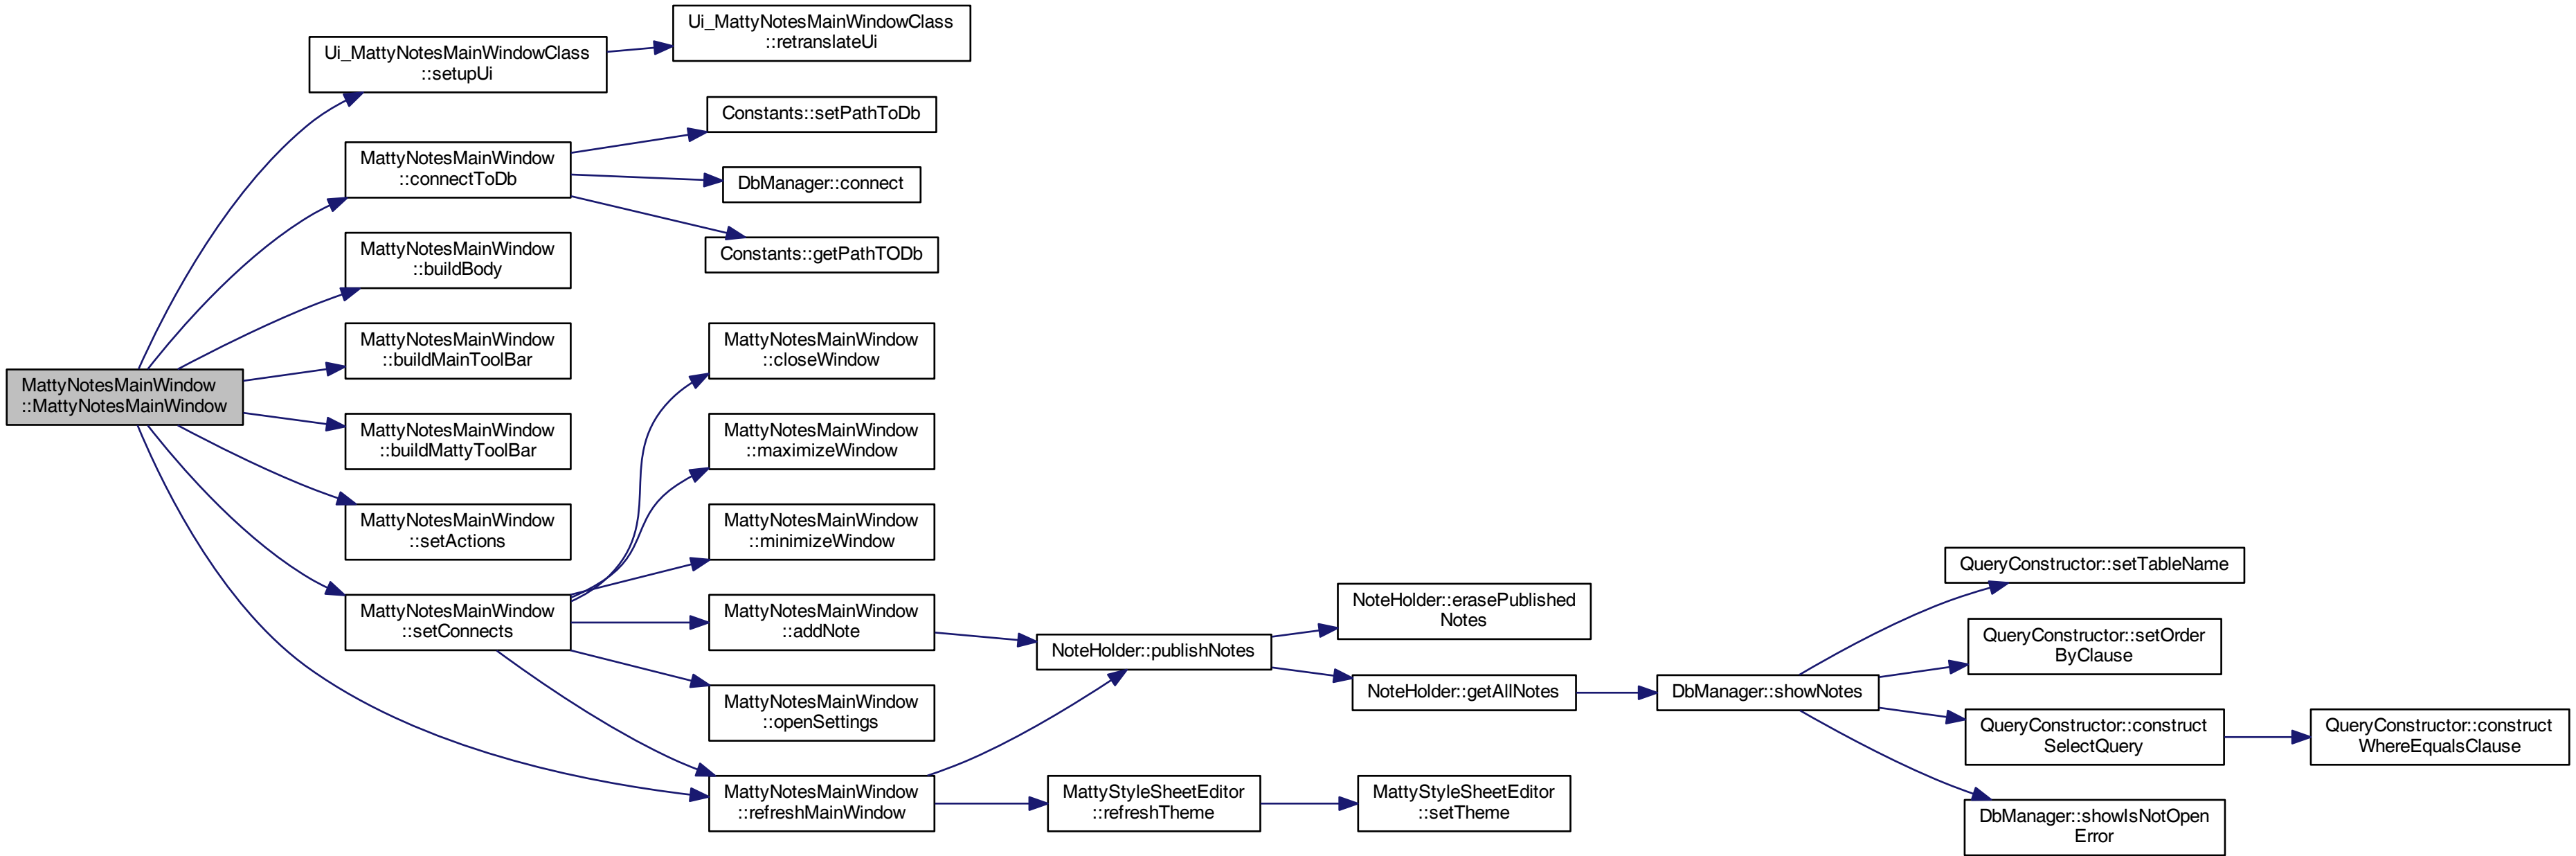 Ui_MattyNotesMainWindowClass
::retranslateUi
Ui_MattyNotesMainWindowClass
::setupUi
Constants::setPathToDb
MattyNotesMainWindow
::connectToDb
DbManager::connect
Constants::getPathTODb
MattyNotesMainWindow
::buildBody
MattyNotesMainWindow
::buildMainToolBar
MattyNotesMainWindow
::closeWindow
MattyNotesMainWindow
::MattyNotesMainWindow
MattyNotesMainWindow
::buildMattyToolBar
MattyNotesMainWindow
::maximizeWindow
MattyNotesMainWindow
::setActions
MattyNotesMainWindow
::minimizeWindow
QueryConstructor::setTableName
MattyNotesMainWindow
::setConnects
MattyNotesMainWindow
::addNote
NoteHolder::erasePublished
Notes
NoteHolder::publishNotes
QueryConstructor::setOrder
ByClause
NoteHolder::getAllNotes
DbManager::showNotes
MattyNotesMainWindow
::openSettings
QueryConstructor::construct
SelectQuery
QueryConstructor::construct
WhereEqualsClause
MattyNotesMainWindow
::refreshMainWindow
MattyStyleSheetEditor
::refreshTheme
MattyStyleSheetEditor
::setTheme
DbManager::showIsNotOpen
Error